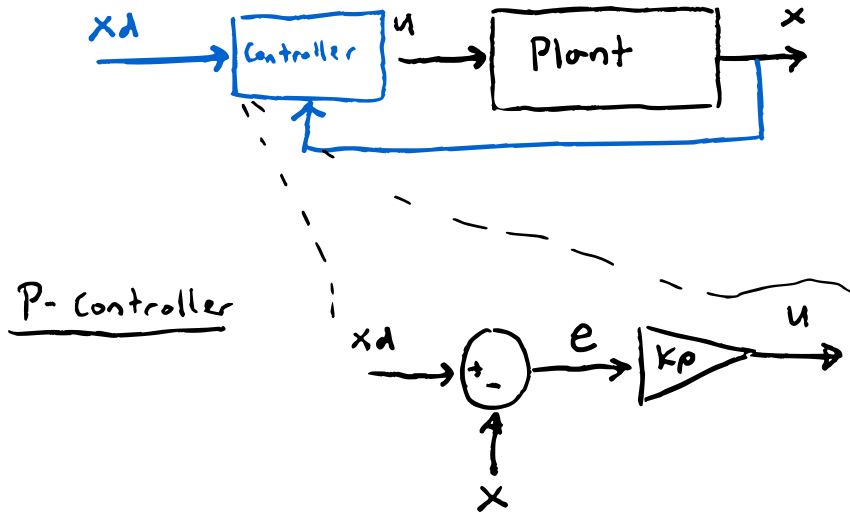 xd
Controller
u
Plant
x
P-Controller
xd
+
-
e
Kp
u
x